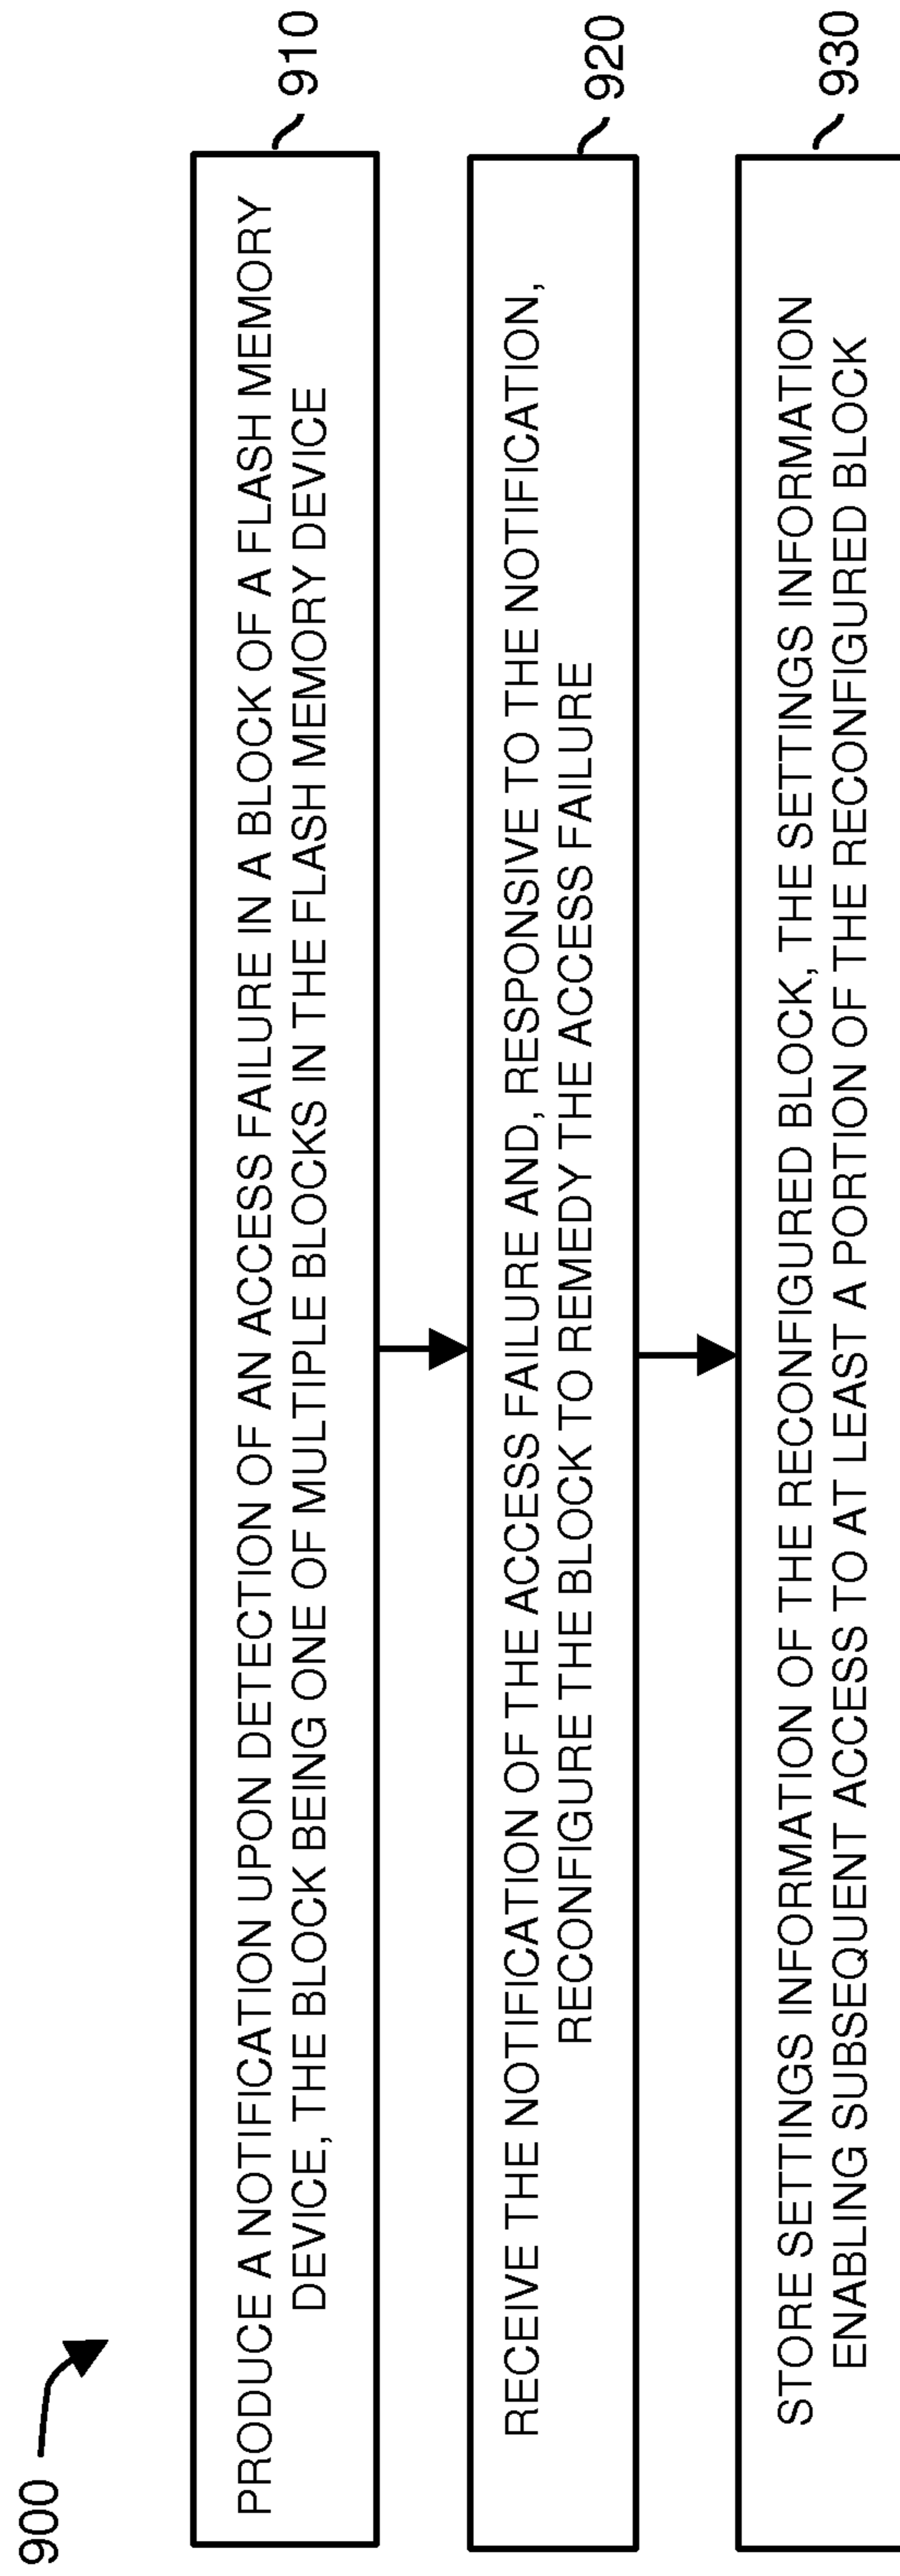 900
PRODUCE A NOTIFICATION UPON DETECTION OF AN ACCESS FAILURE IN A BLOCK OF A FLASH MEMORY
DEVICE, THE BLOCK BEING ONE OF MULTIPLE BLOCKS IN THE FLASH MEMORY DEVICE
910
RECEIVE THE NOTIFICATION OF THE ACCESS FAILURE AND, RESPONSIVE TO THE NOTIFICATION,
RECONFIGURE THE BLOCK TO REMEDY THE ACCESS FAILURE
920
STORE SETTINGS INFORMATION OF THE RECONFIGURED BLOCK, THE SETTINGS INFORMATION
ENABLING SUBSEQUENT ACCESS TO AT LEAST A PORTION OF THE RECONFIGURED BLOCK
930